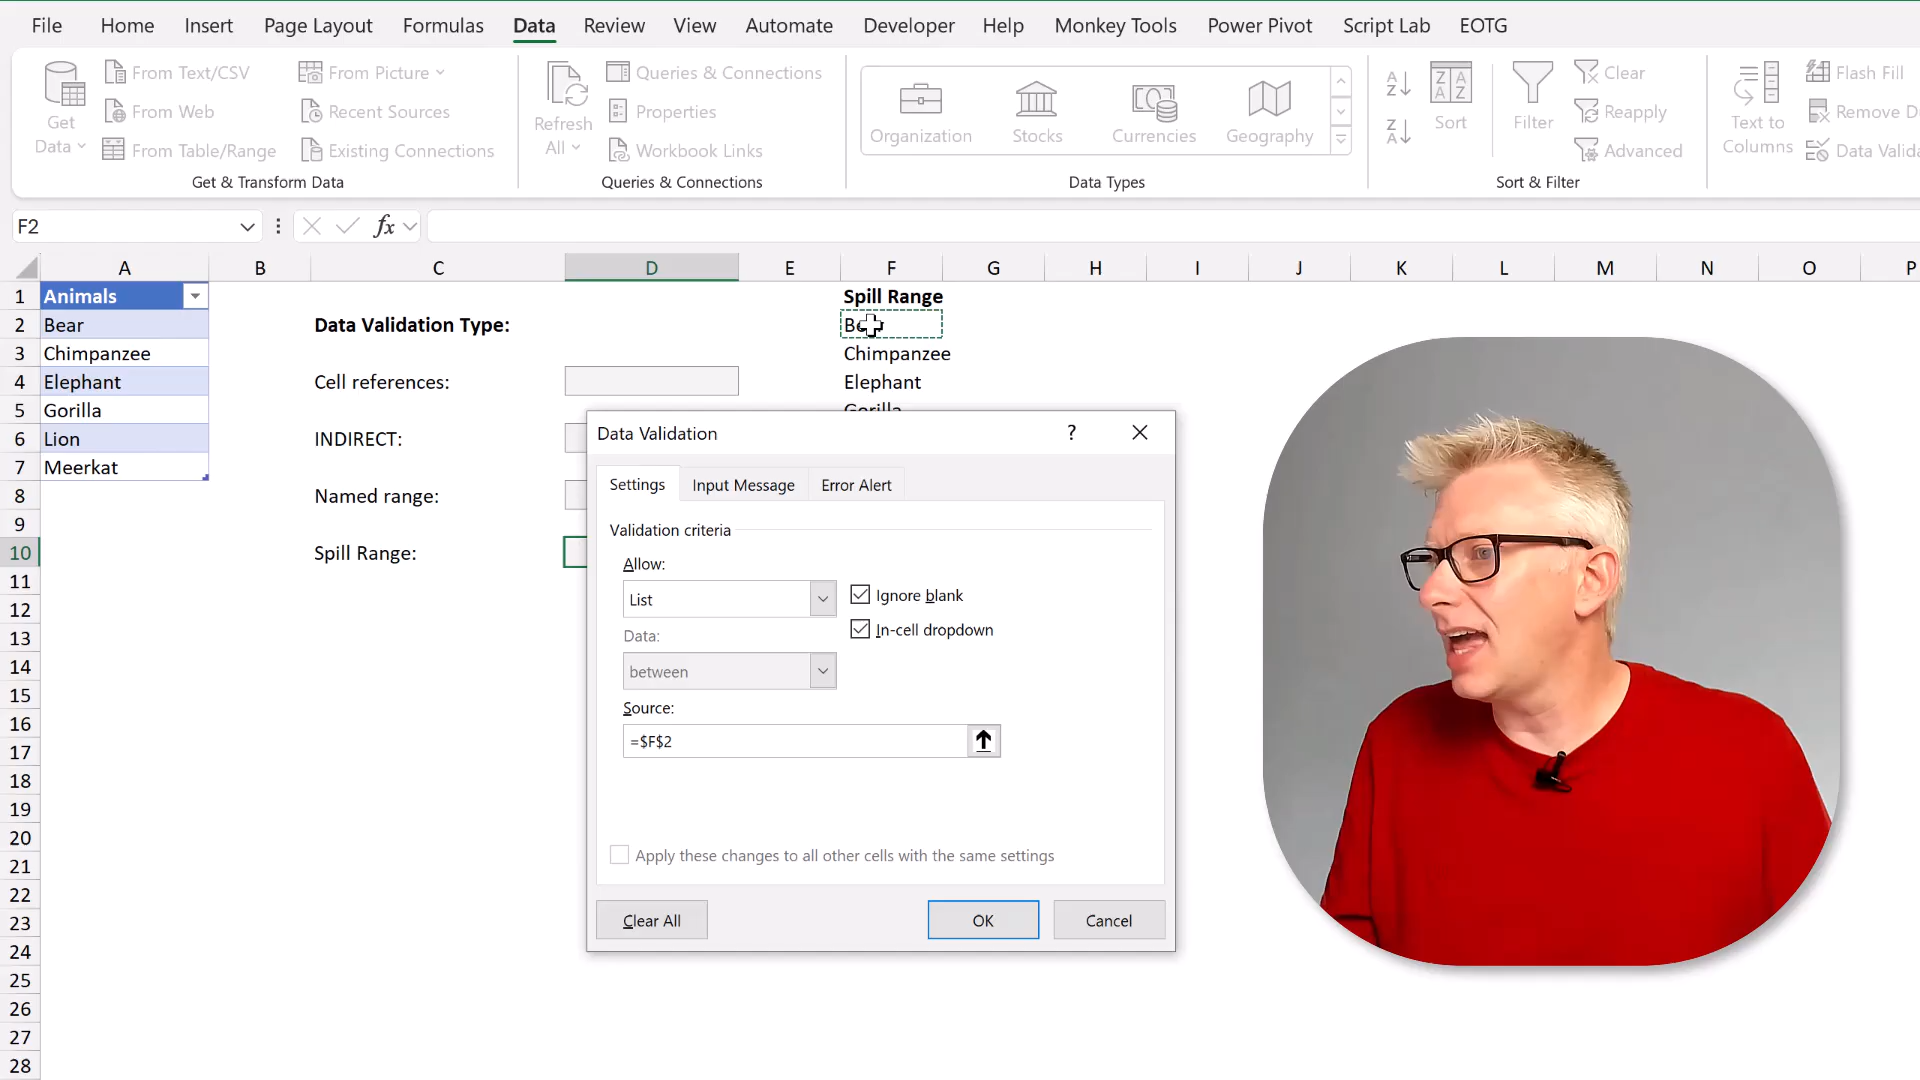 File Home Insert Page Layout Formulas Data Review View Automate Developer Help Monkey Tools Power Pivot Script Lab EOTG
Get Data
From Text/CSV
From Web
From Table/Range
From Picture
Recent Sources
Existing Connections
Get & Transform Data
Refresh All
Queries & Connections
Properties
Workbook Links
Queries & Connections
Organization Stocks Currencies Geography
Data Types
Sort
Filter
Clear
Reapply
Advanced
Sort & Filter
Text to
Columns
Flash Fill
Remove D
Data Valida
F2 fx
A B C D E F G H I J K L M N O P
1 Animals Spill Range
2 Bear Data Validation Type:
3 Chimpanzee Chimpanzee
4 Elephant Cell references: Elephant
5 Gorilla Gorilla
6 Lion INDIRECT:
7 Meerkat
8 Named range:
9
10 Spill Range:
11
12
13
14
15
16
17
18
19
20
21
22
23
24
25
26
27
28
Data Validation ?
Settings Input Message Error Alert
Validation criteria
Allow:
List
Ignore blank
Data:
In-cell dropdown
between
Source:
=$F$2
Apply these changes to all other cells with the same settings
Clear All OK Cancel